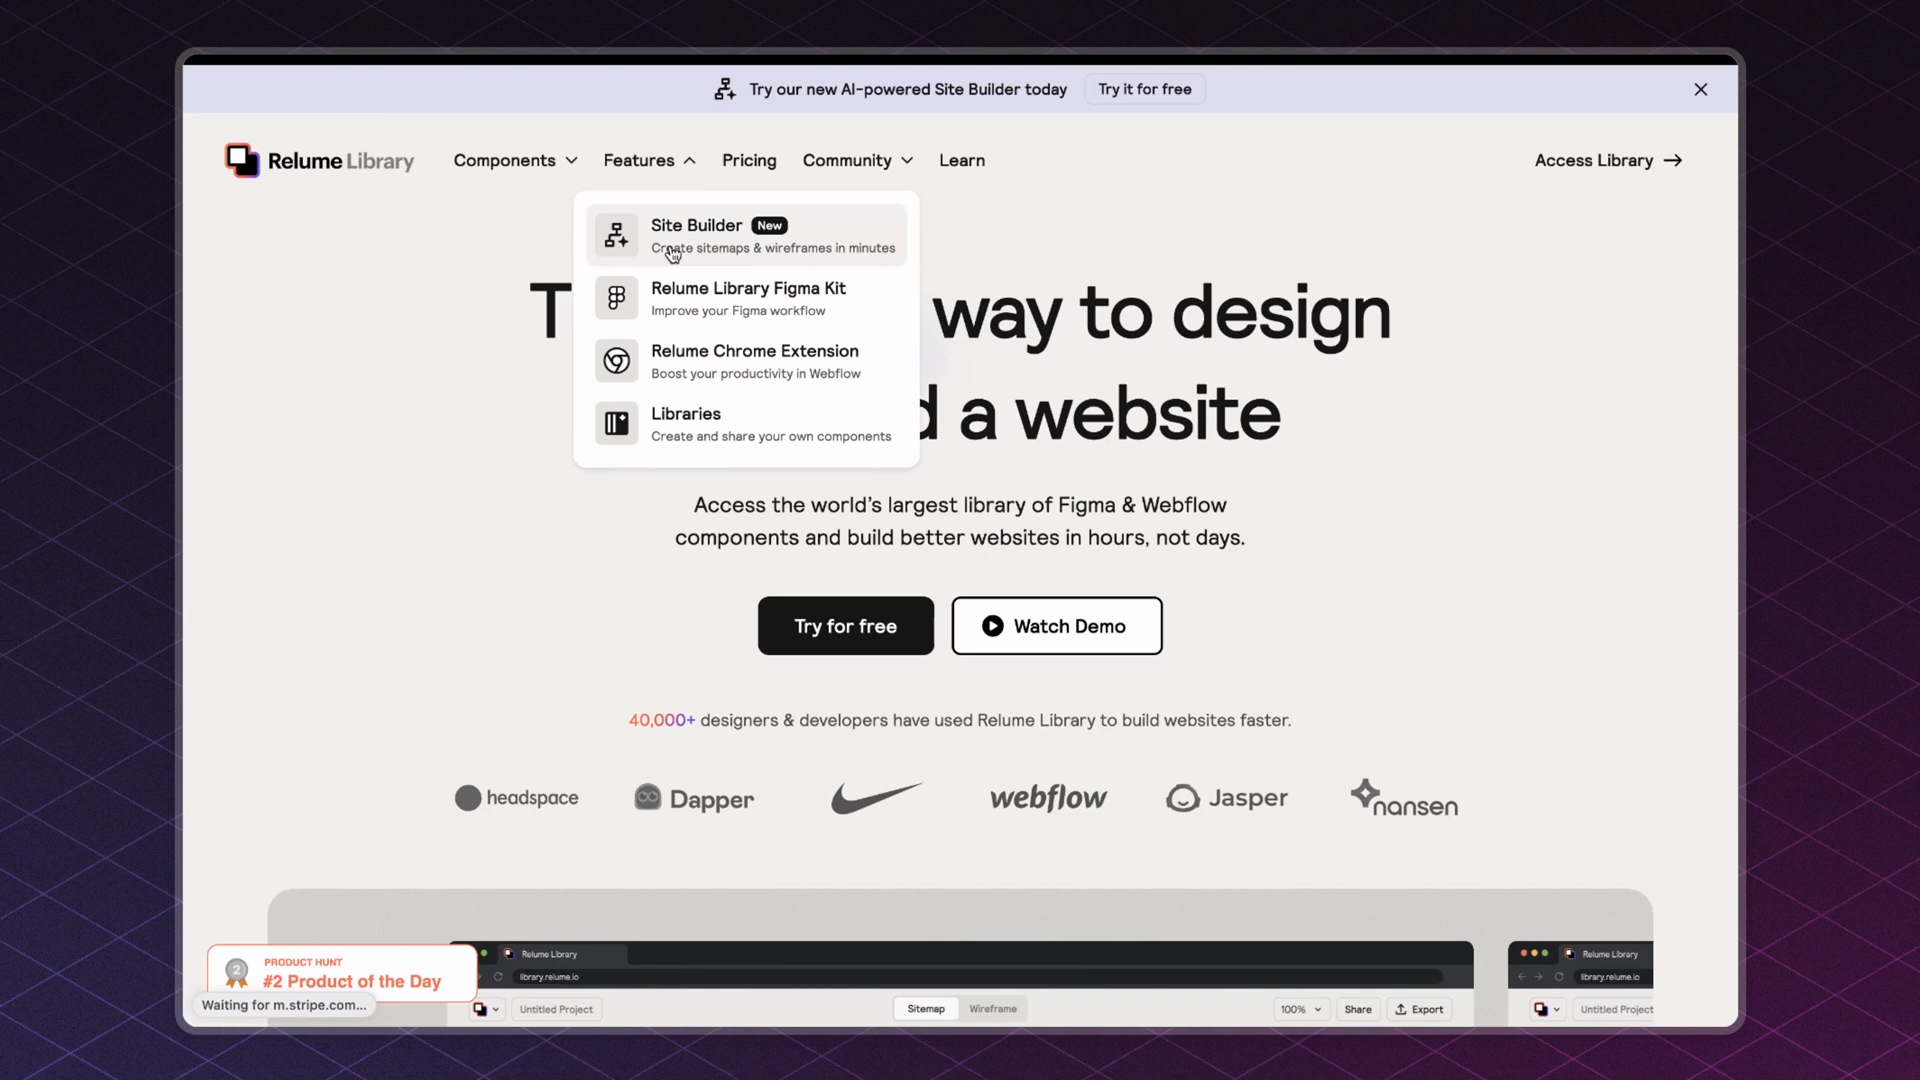 Try our new AI-powered Site Builder today
Try it for free
Relume Library
Components
Features
Pricing
Community
Learn
Access Library
Site Builder New
Create sitemaps & wireframes in minutes
Relume Library Figma Kit
Improve your Figma workflow
Relume Chrome Extension
Boost your productivity in Webflow
Libraries
Create and share your own components
way to design
a website
Access the world's largest library of Figma & Webflow
components and build better websites in hours, not days.
Try for free
Watch Demo
40,000+ designers & developers have used Relume Library to build websites faster.
headspace
Dapper
webflow
Jasper
nansen
2
PRODUCT HUNT
#2 Product of the Day
Waiting for m.stripe.com...
Relume Library
library.relume.io
Untitled Project
Sitemap
Wireframe
100%
Share
Export
Relume Library
library.relume.io
Untitled Project